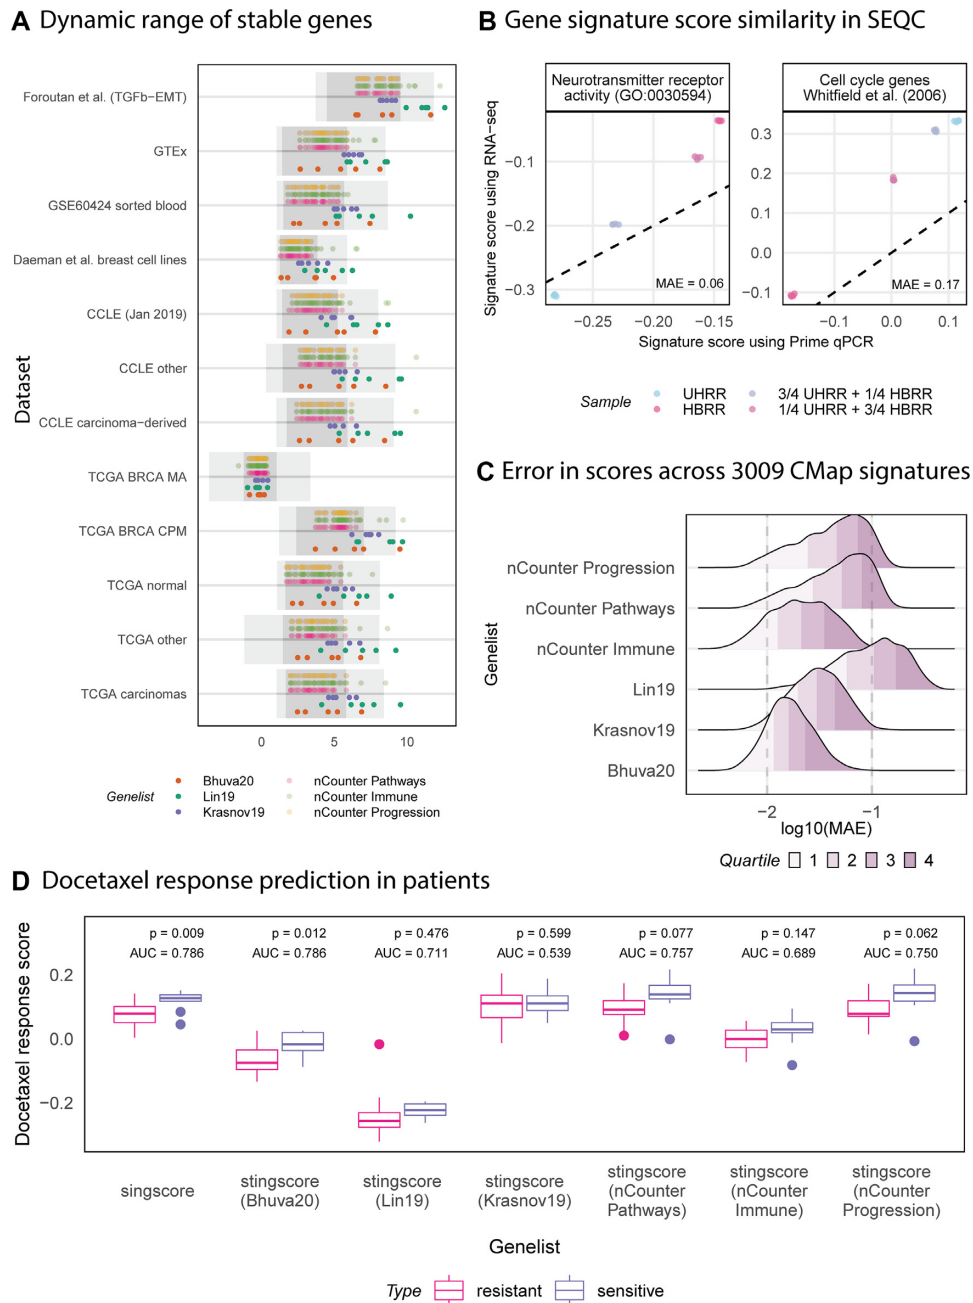 A Dynamic range of stable genes
Dataset
Foroutan et al. (TGFb−EMT)
GTEx
GSE60424 sorted blood
Daeman et al. breast cell lines
CCLE (Jan 2019)
CCLE other
CCLE carcinoma−derived
TCGA BRCA MA
TCGA BRCA CPM
TCGA normal
TCGA other
TCGA carcinomas
0 5 10
Genelist
Bhuva20
Lin19
Krasnov19
nCounter Pathways
nCounter Immune
nCounter Progression
B Gene signature score similarity in SEQC
Signature score using RNA−seq
Neurotransmitter receptor
activity (GO:0030594)
−0.1
−0.2
−0.3
MAE = 0.06
−0.25 −0.20 −0.15
Cell cycle genes
Whitfield et al. (2006)
0.3
0.2
0.1
0.0
−0.1
MAE = 0.17
−0.1 0.0 0.1
Signature score using Prime qPCR
Sample
UHRR
HBRR
3/4 UHRR + 1/4 HBRR
1/4 UHRR + 3/4 HBRR
C Error in scores across 3009 CMap signatures
Genelist
nCounter Progression
nCounter Pathways
nCounter Immune
Lin19
Krasnov19
Bhuva20
−2 −1
log10(MAE)
Quartile 1 2 3 4
D Docetaxel response prediction in patients
Docetaxel response score
0.2
0.0
−0.2
p = 0.009
AUC = 0.786
p = 0.012
AUC = 0.786
p = 0.476
AUC = 0.711
p = 0.599
AUC = 0.539
p = 0.077
AUC = 0.757
p = 0.147
AUC = 0.689
p = 0.062
AUC = 0.750
singscore
stingscore
(Bhuva20)
stingscore
(Lin19)
stingscore
(Krasnov19)
stingscore
(nCounter
Pathways)
stingscore
(nCounter
Immune)
stingscore
(nCounter
Progression)
Genelist
Type resistant sensitive